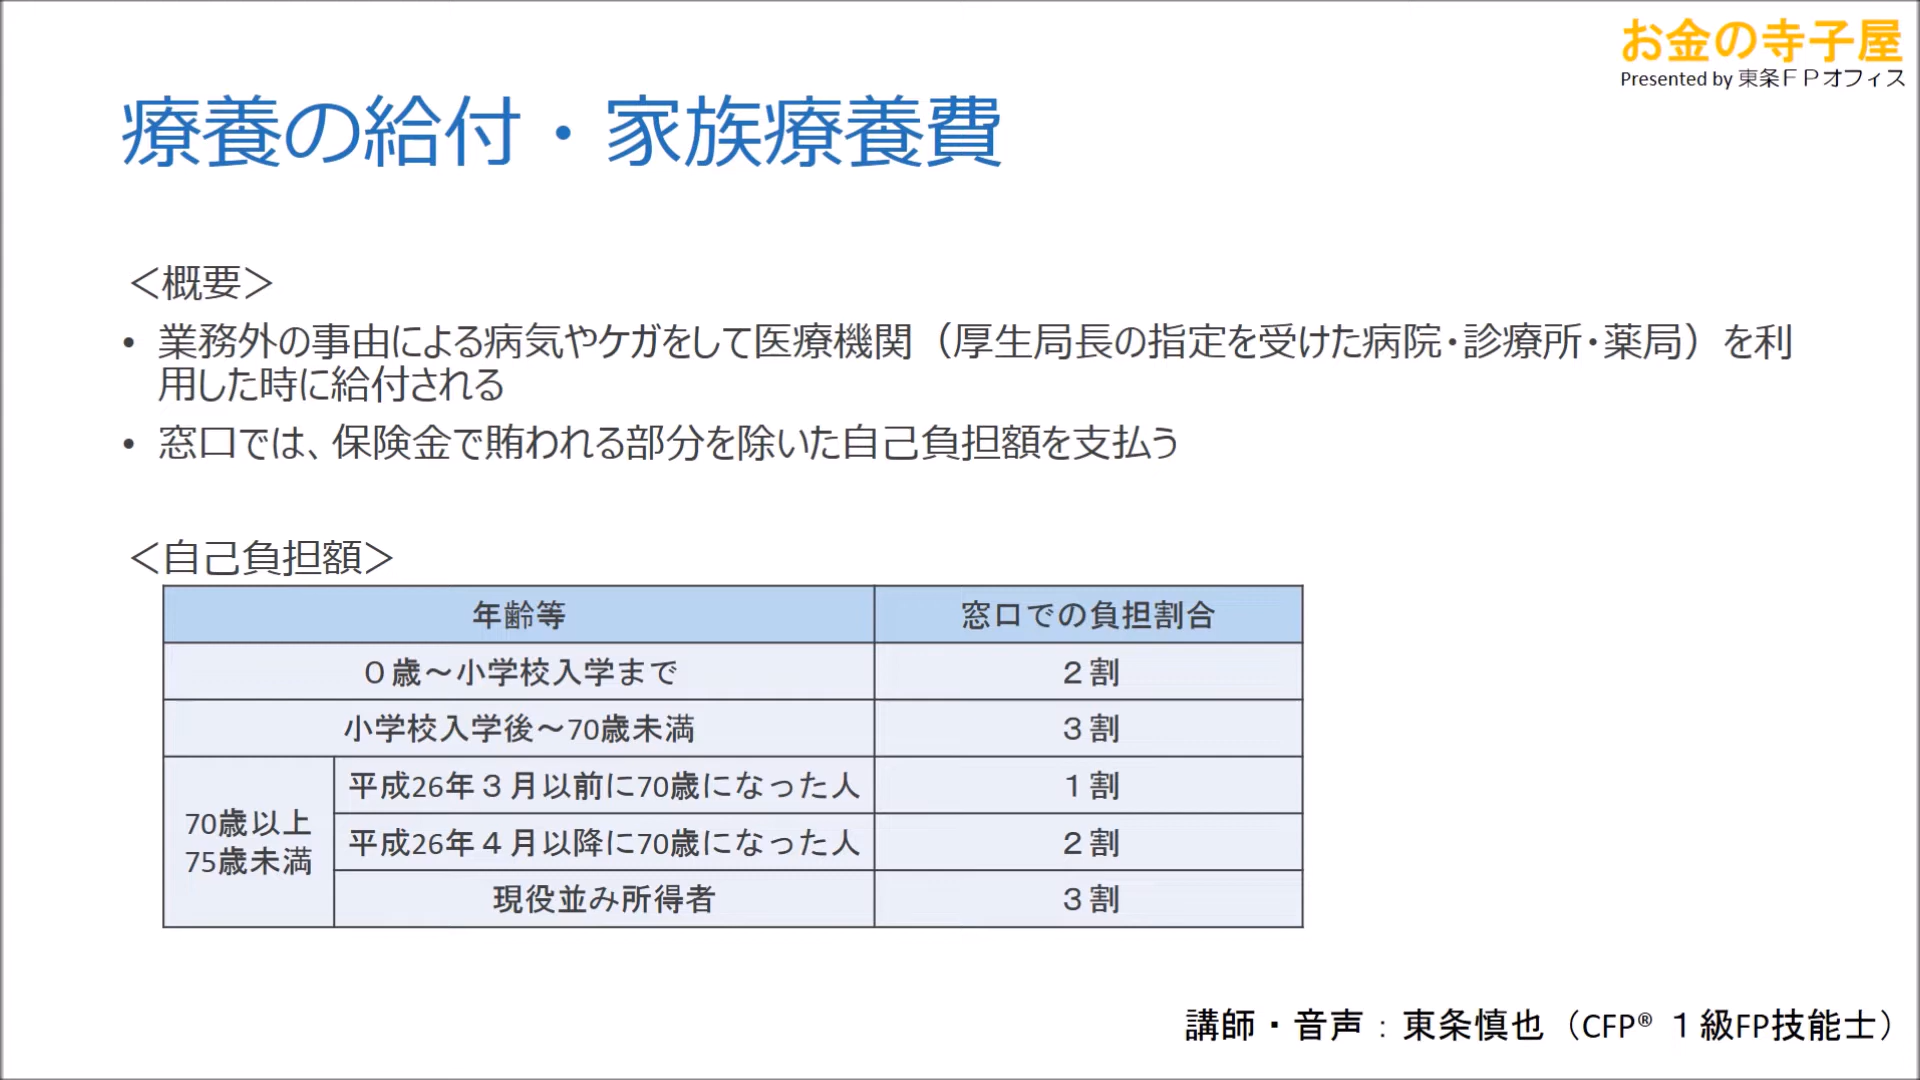 お金の寺子屋
Presented by 東条ＦＰオフィス
療養の給付・家族療養費
＜概要＞
• 業務外の事由による病気やケガをして医療機関（厚生局長の指定を受けた病院・診療所・薬局）を利
用した時に給付される
• 窓口では、保険金で賄われる部分を除いた自己負担額を支払う
＜自己負担額＞
年齢等 窓口での負担割合
０歳～小学校入学まで ２割
小学校入学後～70歳未満 ３割
70歳以上
75歳未満
平成26年３月以前に70歳になった人 １割
平成26年４月以降に70歳になった人 ２割
現役並み所得者 ３割
講師・音声：東条慎也（CFP® １級FP技能士）